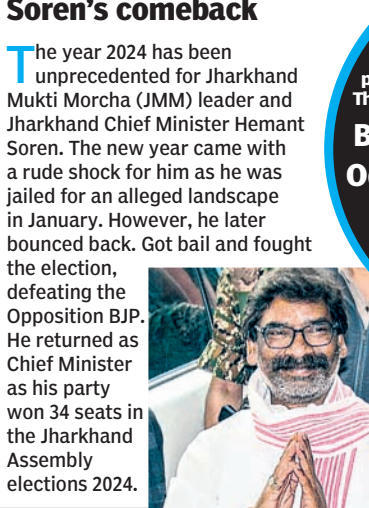 Soren's comeback
The year 2024 has been
unprecedented for Jharkhand
Mukti Morcha (JMM) leader and
Jharkhand Chief Minister Hemant
Soren. The new year came with
a rude shock for him as he was
jailed for an alleged landscape
in January. However, he later
bounced back. Got bail and fought
the election,
defeating the
Opposition BJP.
He returned as
Chief Minister
as his party
won 34 seats in
the Jharkhand
Assembly
elections 2024.